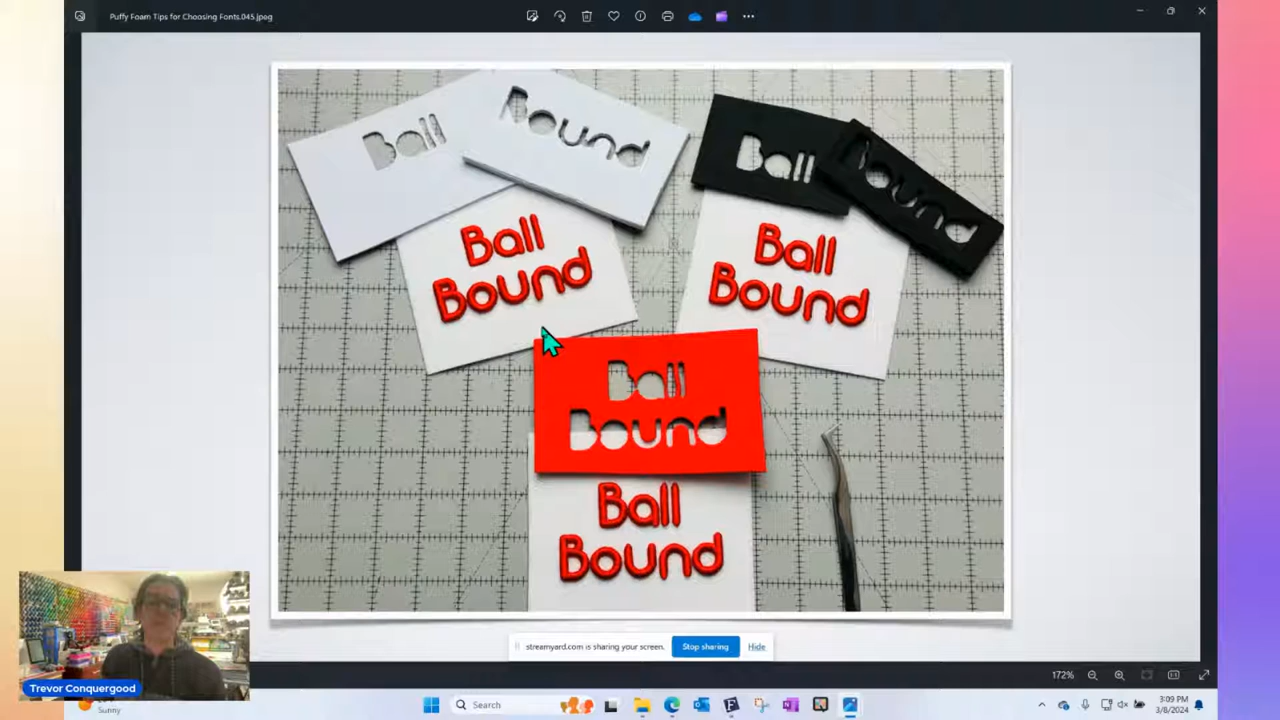 Puffy Foam Tips for Choosing Fonts.045.jpeg
Ball
Bound
Ball
Bound
Ball
Bound
Ball
Bound
Ball
Bound
Ball
Bound
streamyard.com is sharing your screen.
Stop sharing
Hide
Trevor Conquergood
172%
Sunny
Search
3:09 PM
3/8/2024